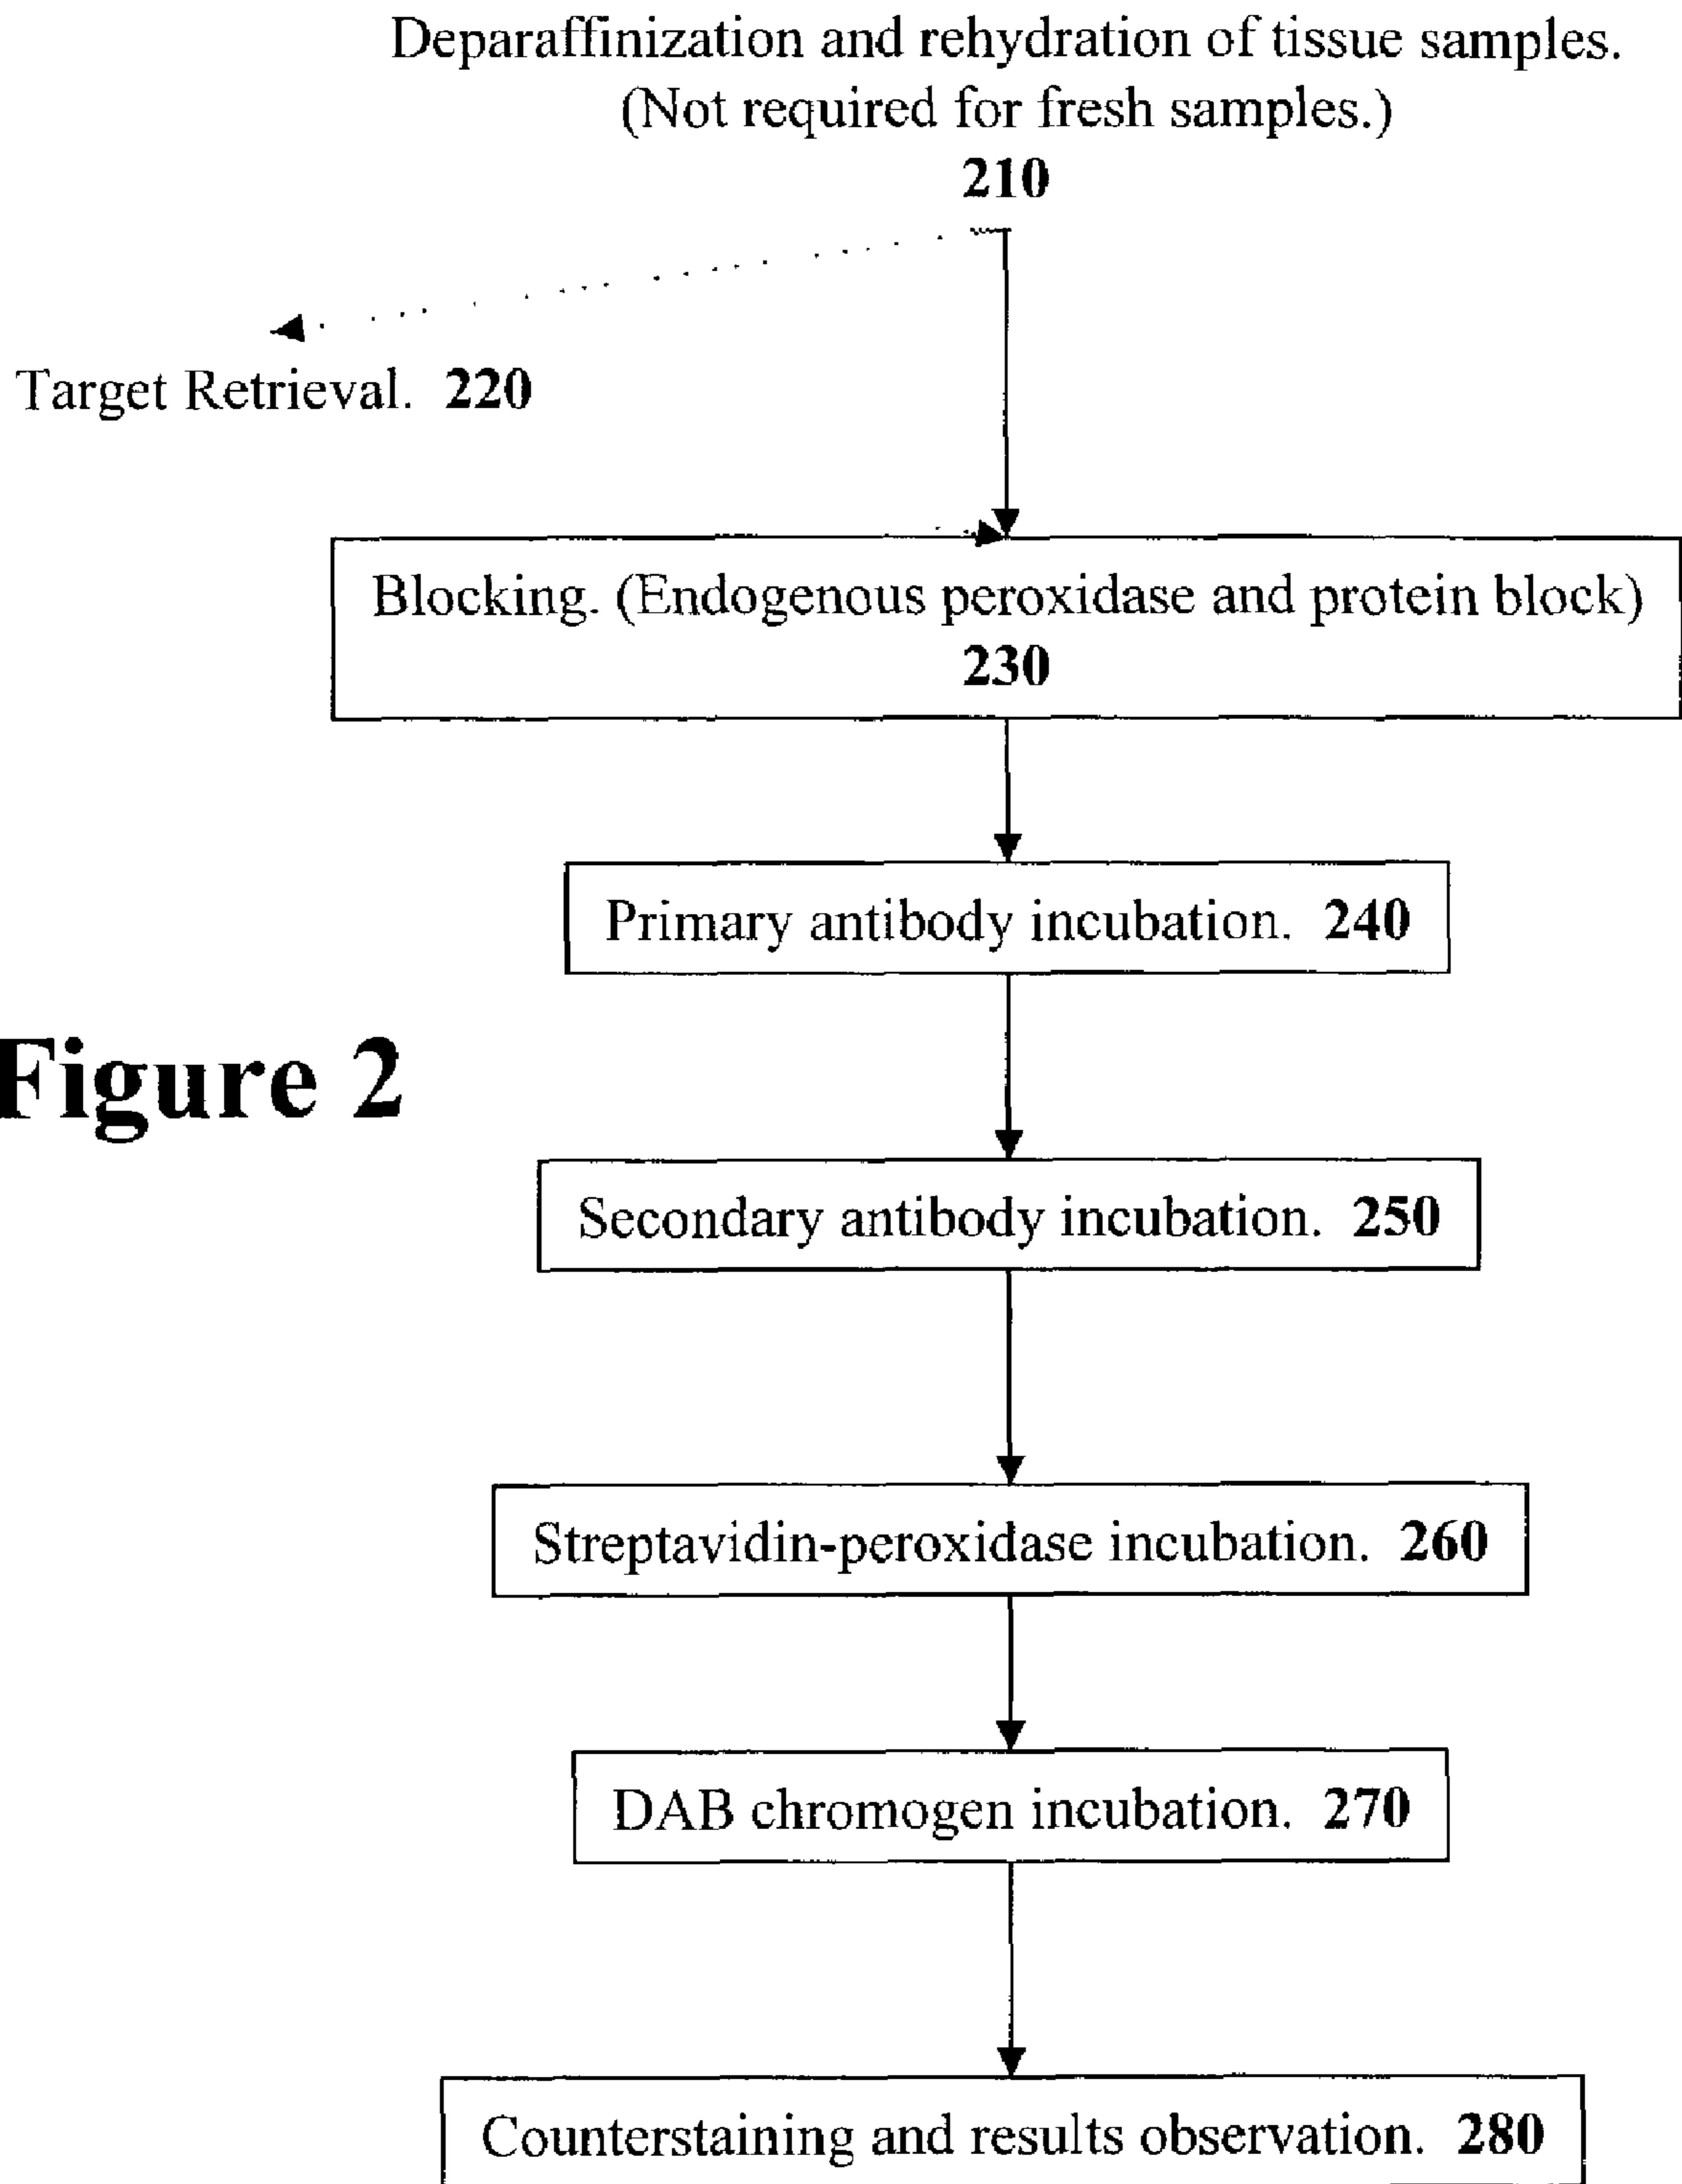 Deparaffinization and rehydration of tissue samples.
(Not required for fresh samples.)
210
Target Retrieval. 220
Blocking. (Endogenous peroxidase and protein block)
230
Primary antibody incubation. 240
Figure 2
Secondary antibody incubation. 250
Streptavidin-peroxidase incubation. 260
DAB chromogen incubation. 270
Counterstaining and results observation. 280